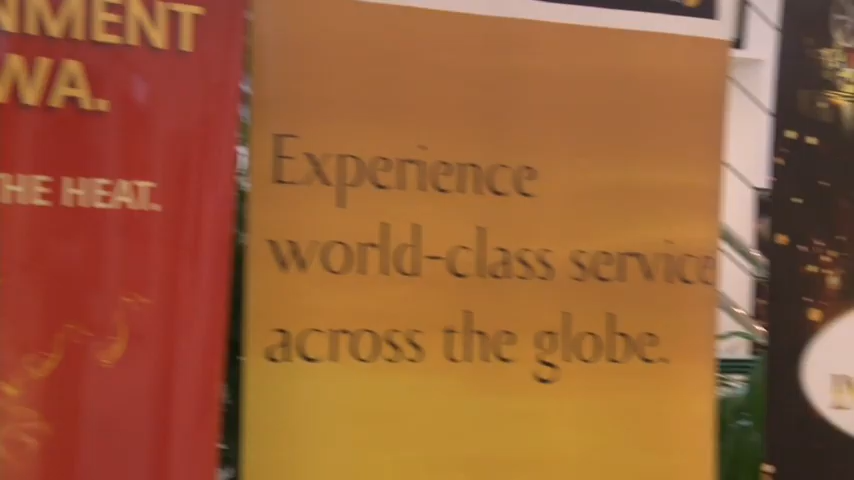 NMENT
WA.
HE HEAT.
Experience
world-class service
across the globe.